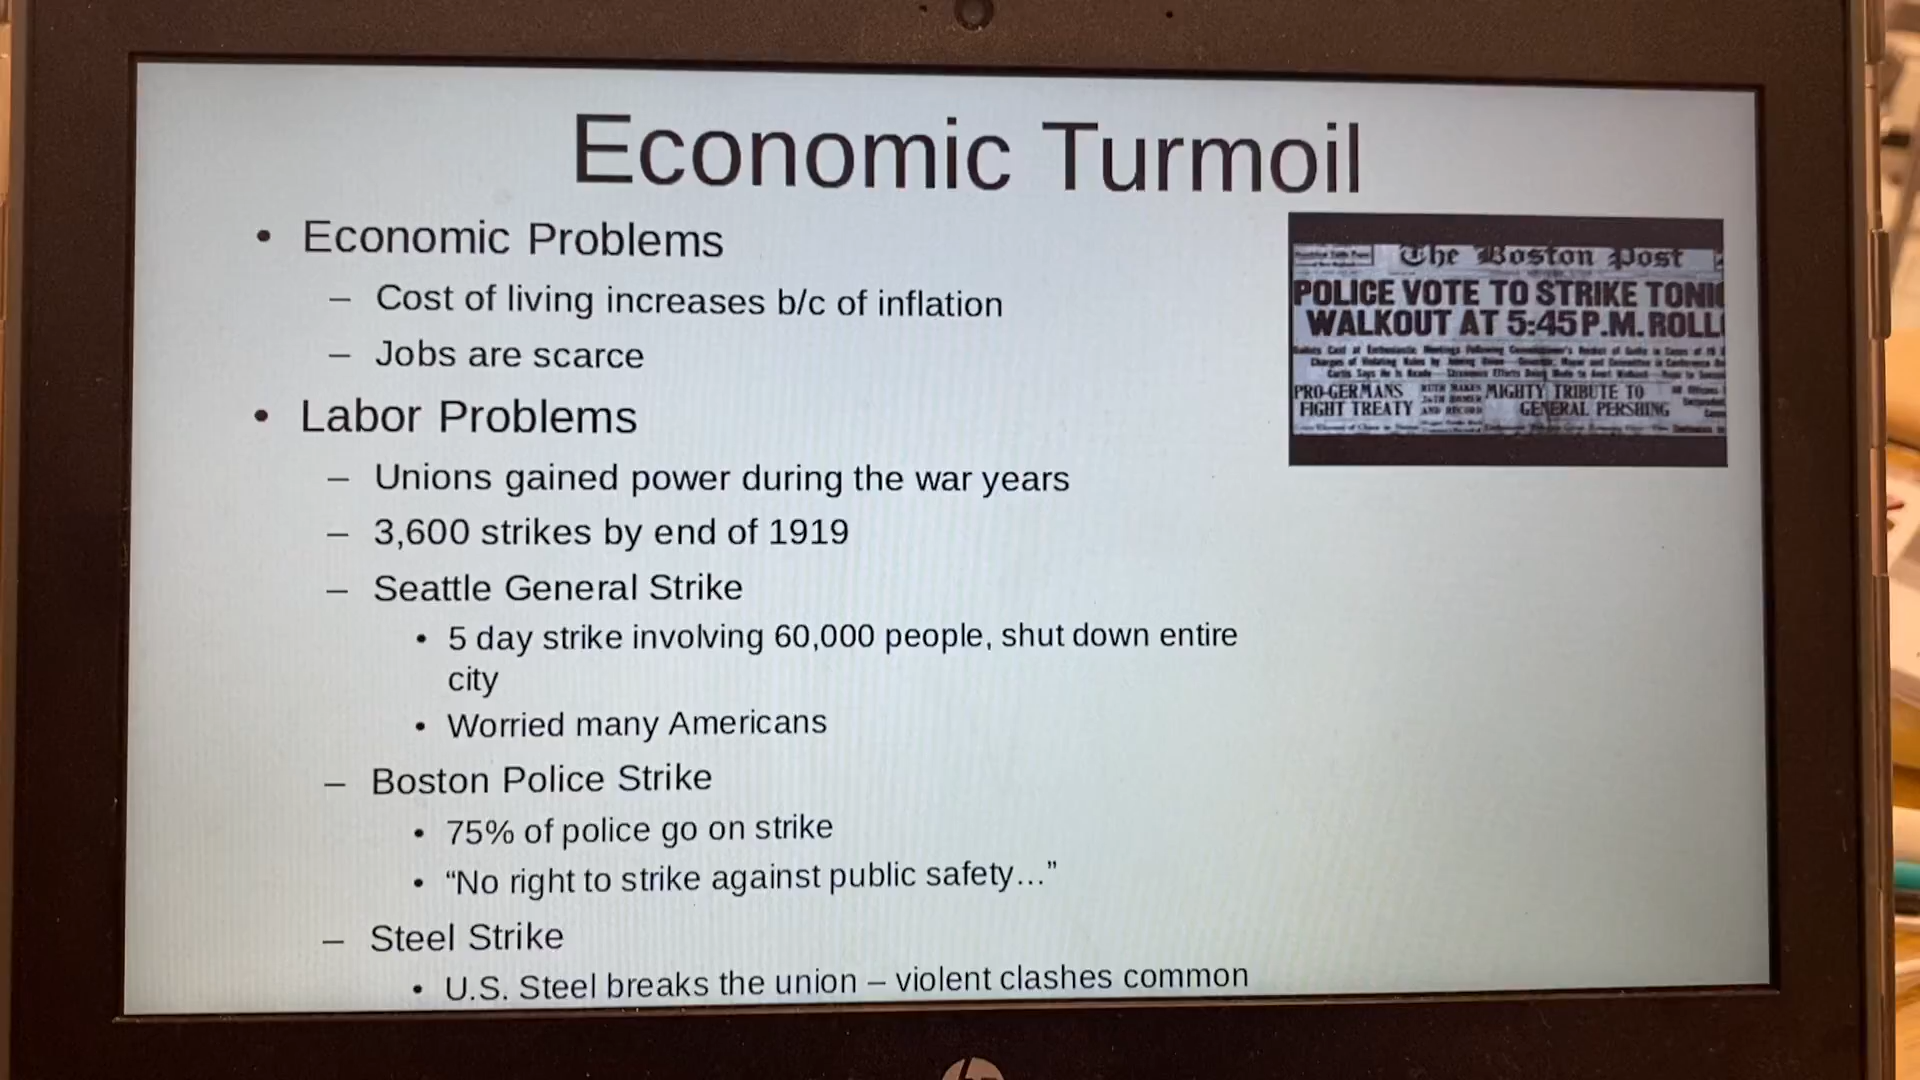 Economic Turmoil
• Economic Problems
– Cost of living increases b/c of inflation
– Jobs are scarce
• Labor Problems
– Unions gained power during the war years
– 3,600 strikes by end of 1919
– Seattle General Strike
• 5 day strike involving 60,000 people, shut down entire
city
• Worried many Americans
– Boston Police Strike
• 75% of police go on strike
• “No right to strike against public safety…”
– Steel Strike
• U.S. Steel breaks the union – violent clashes common
The Boston Post
POLICE VOTE TO STRIKE
WALKOUT AT 5:45 P.M.
PRO-GERMANS
FIGHT TREATY
MIGHTY TRIBUTE TO
GENERAL PERSHING
hp